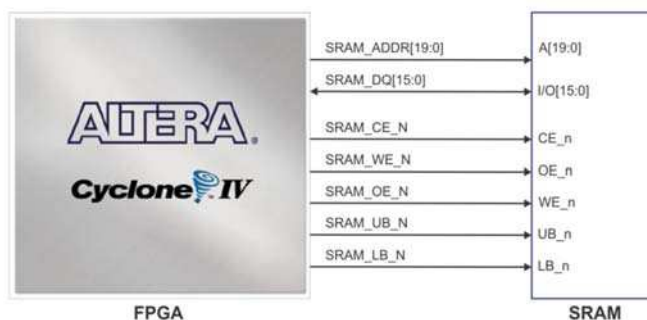 SRAM_ADDR[19:0] A[19:0]
SRAM_DQ[15:0] I/O[15:0]
ALTERA®
SRAM_CE_N CE_n
Cyclone™ IV
SRAM_WE_N OE_n
SRAM_OE_N WE_n
SRAM_UB_N UB_n
SRAM_LB_N LB_n
FPGA SRAM